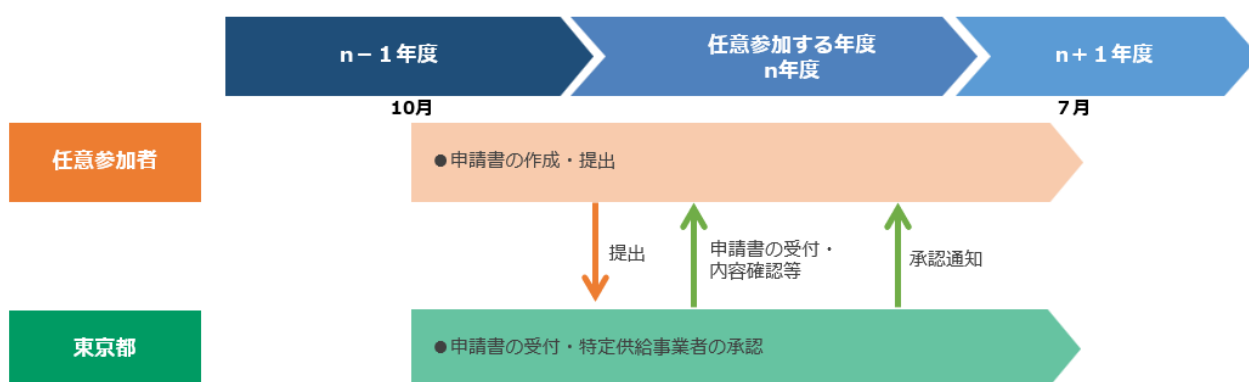 n－１年度
任意参加する年度
n年度
n＋１年度
10月
７月
任意参加者
●申請書の作成・提出
提出
申請書の受付・
内容確認等
承認通知
東京都
●申請書の受付・特定供給事業者の承認